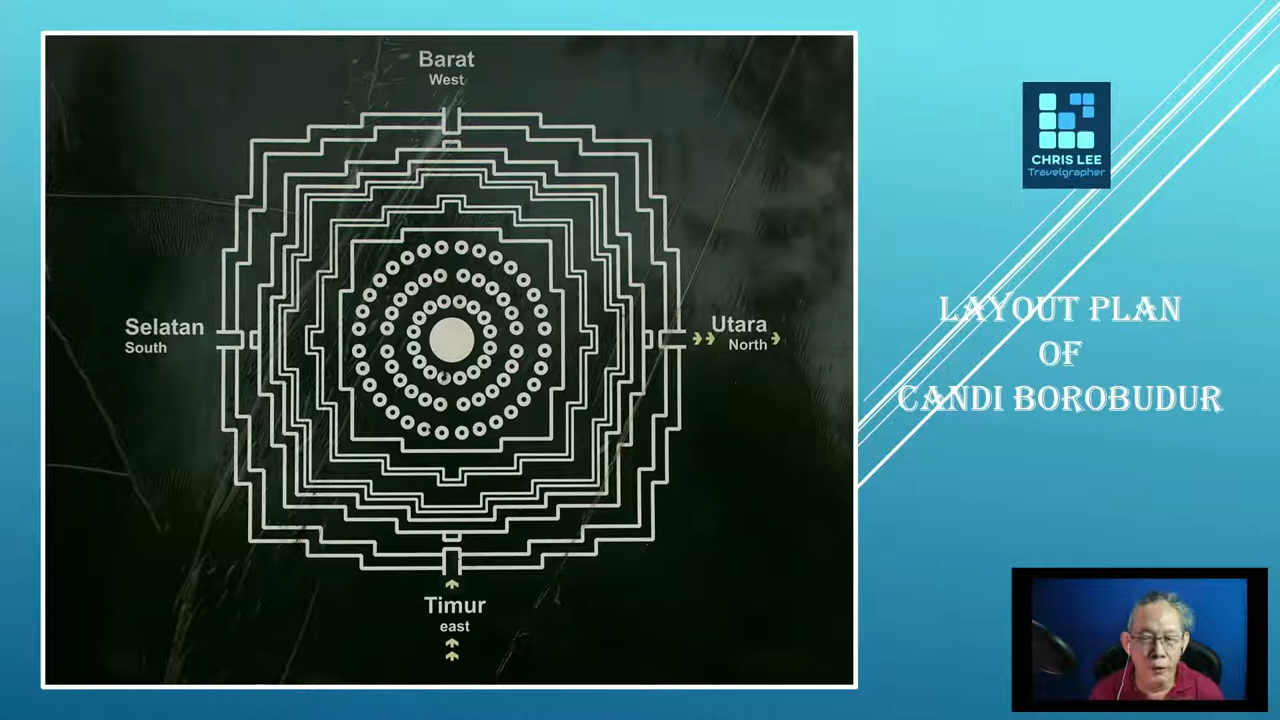 Barat
West
Selatan
South
Utara
North
Timur
east
CHRIS LEE
Travelgrapher
LAYOUT PLAN
OF
CANDI BOROBUDUR